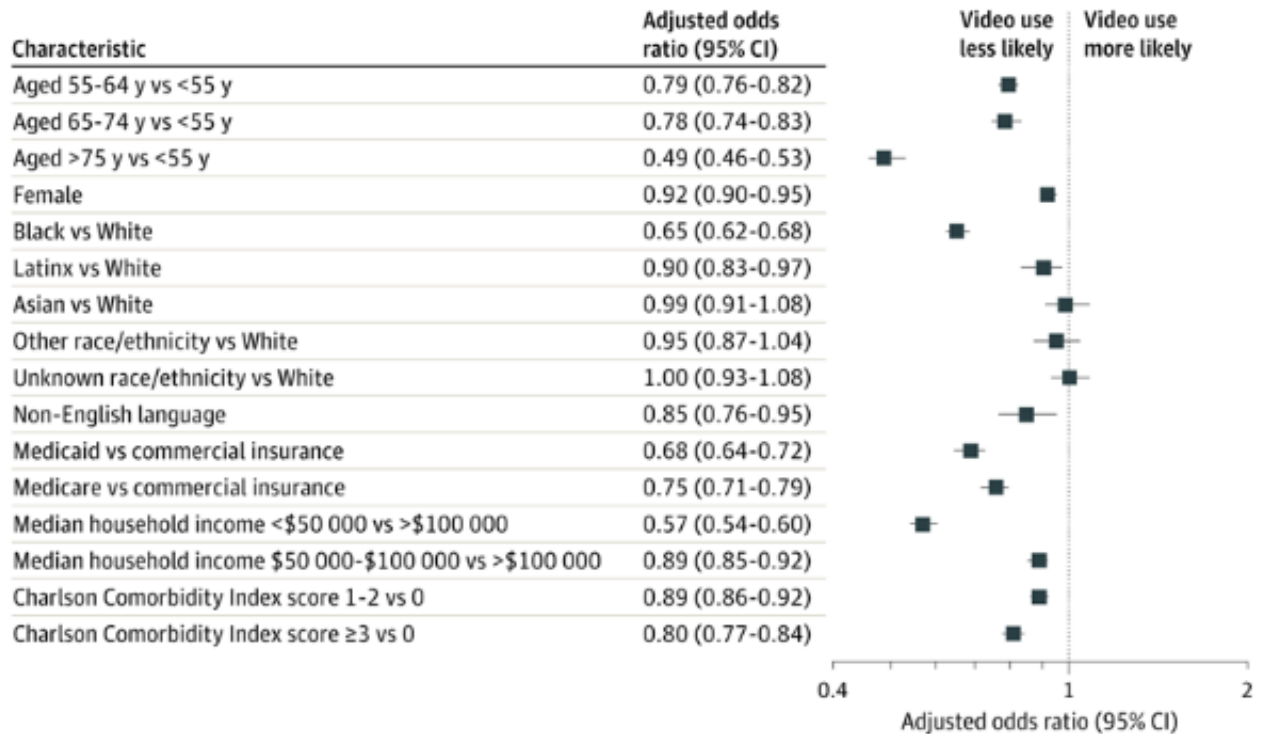 Characteristic
Adjusted odds
ratio (95% CI)
Video use
less likely
Video use
more likely
Aged 55-64 y vs <55 y 0.79 (0.76-0.82)
Aged 65-74 y vs <55 y 0.78 (0.74-0.83)
Aged >75 y vs <55 y 0.49 (0.46-0.53)
Female 0.92 (0.90-0.95)
Black vs White 0.65 (0.62-0.68)
Latinx vs White 0.90 (0.83-0.97)
Asian vs White 0.99 (0.91-1.08)
Other race/ethnicity vs White 0.95 (0.87-1.04)
Unknown race/ethnicity vs White 1.00 (0.93-1.08)
Non-English language 0.85 (0.76-0.95)
Medicaid vs commercial insurance 0.68 (0.64-0.72)
Medicare vs commercial insurance 0.75 (0.71-0.79)
Median household income <$50 000 vs >$100 000 0.57 (0.54-0.60)
Median household income $50 000-$100 000 vs >$100 000 0.89 (0.85-0.92)
Charlson Comorbidity Index score 1-2 vs 0 0.89 (0.86-0.92)
Charlson Comorbidity Index score ≥3 vs 0 0.80 (0.77-0.84)
0.4 1 2
Adjusted odds ratio (95% CI)